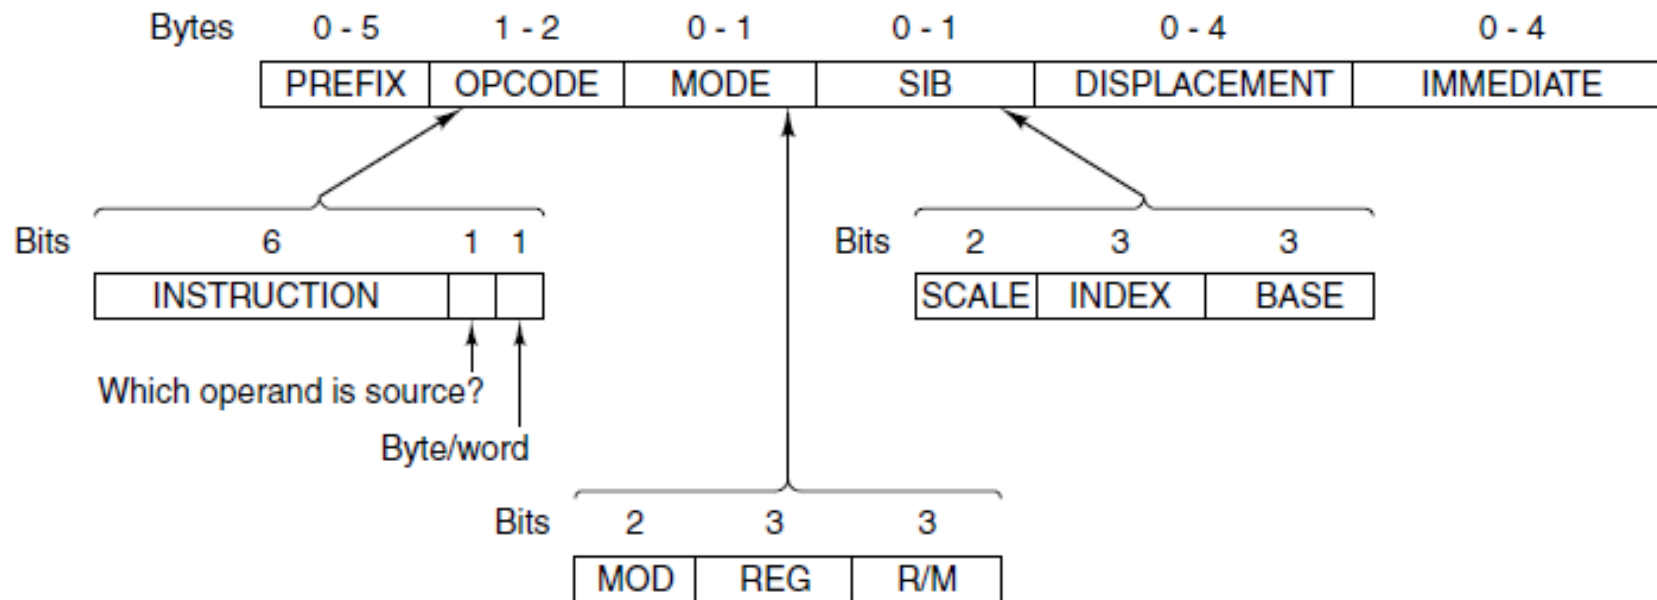 Bytes 0 - 5 1 - 2 0 - 1 0 - 1 0 - 4 0 - 4
PREFIX OPCODE MODE SIB DISPLACEMENT IMMEDIATE
Bits 6 1 1 Bits 2 3 3
INSTRUCTION SCALE INDEX BASE
Which operand is source?
Byte/word
Bits 2 3 3
MOD REG R/M